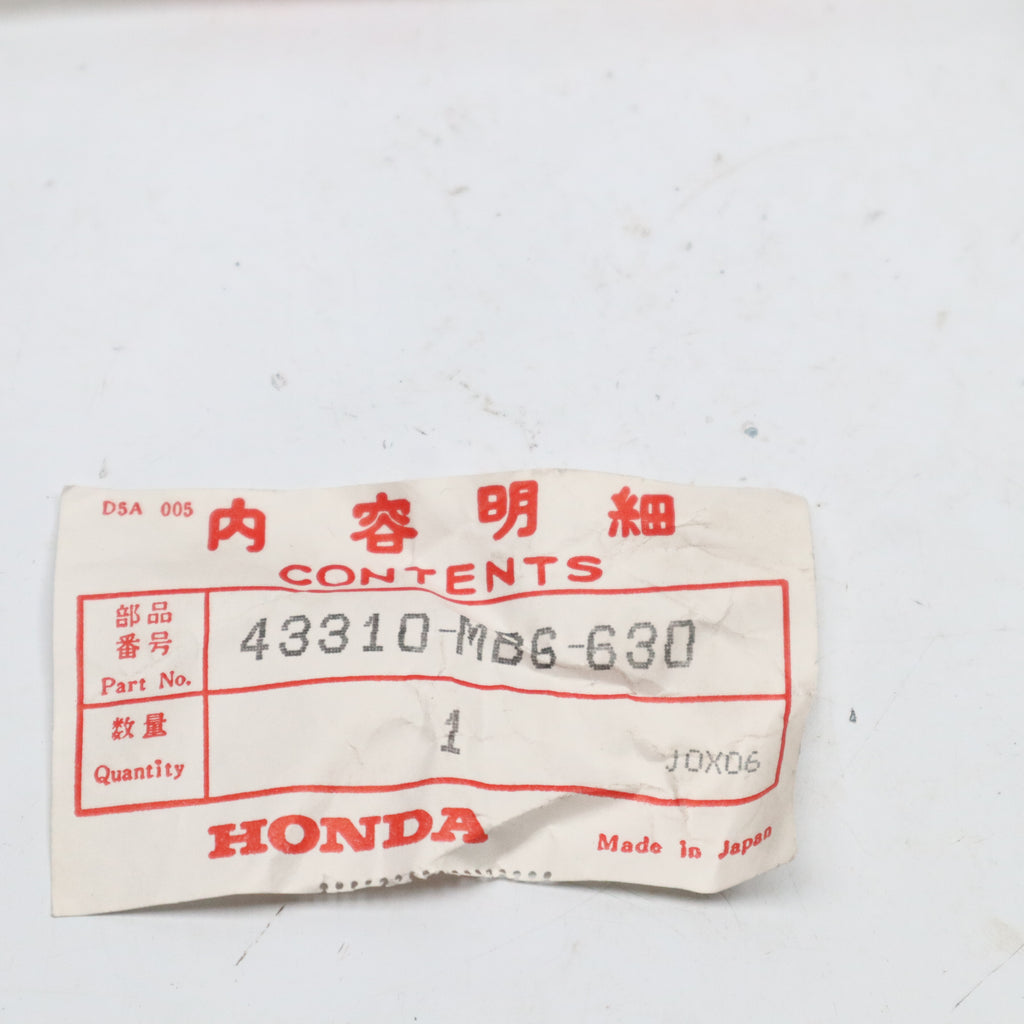 D5A 005
内容明細
CONTENTS
部品
番号
Part No.
43310-MB6-630
数量
Quantity
1
J0X06
HONDA
Made in Japan